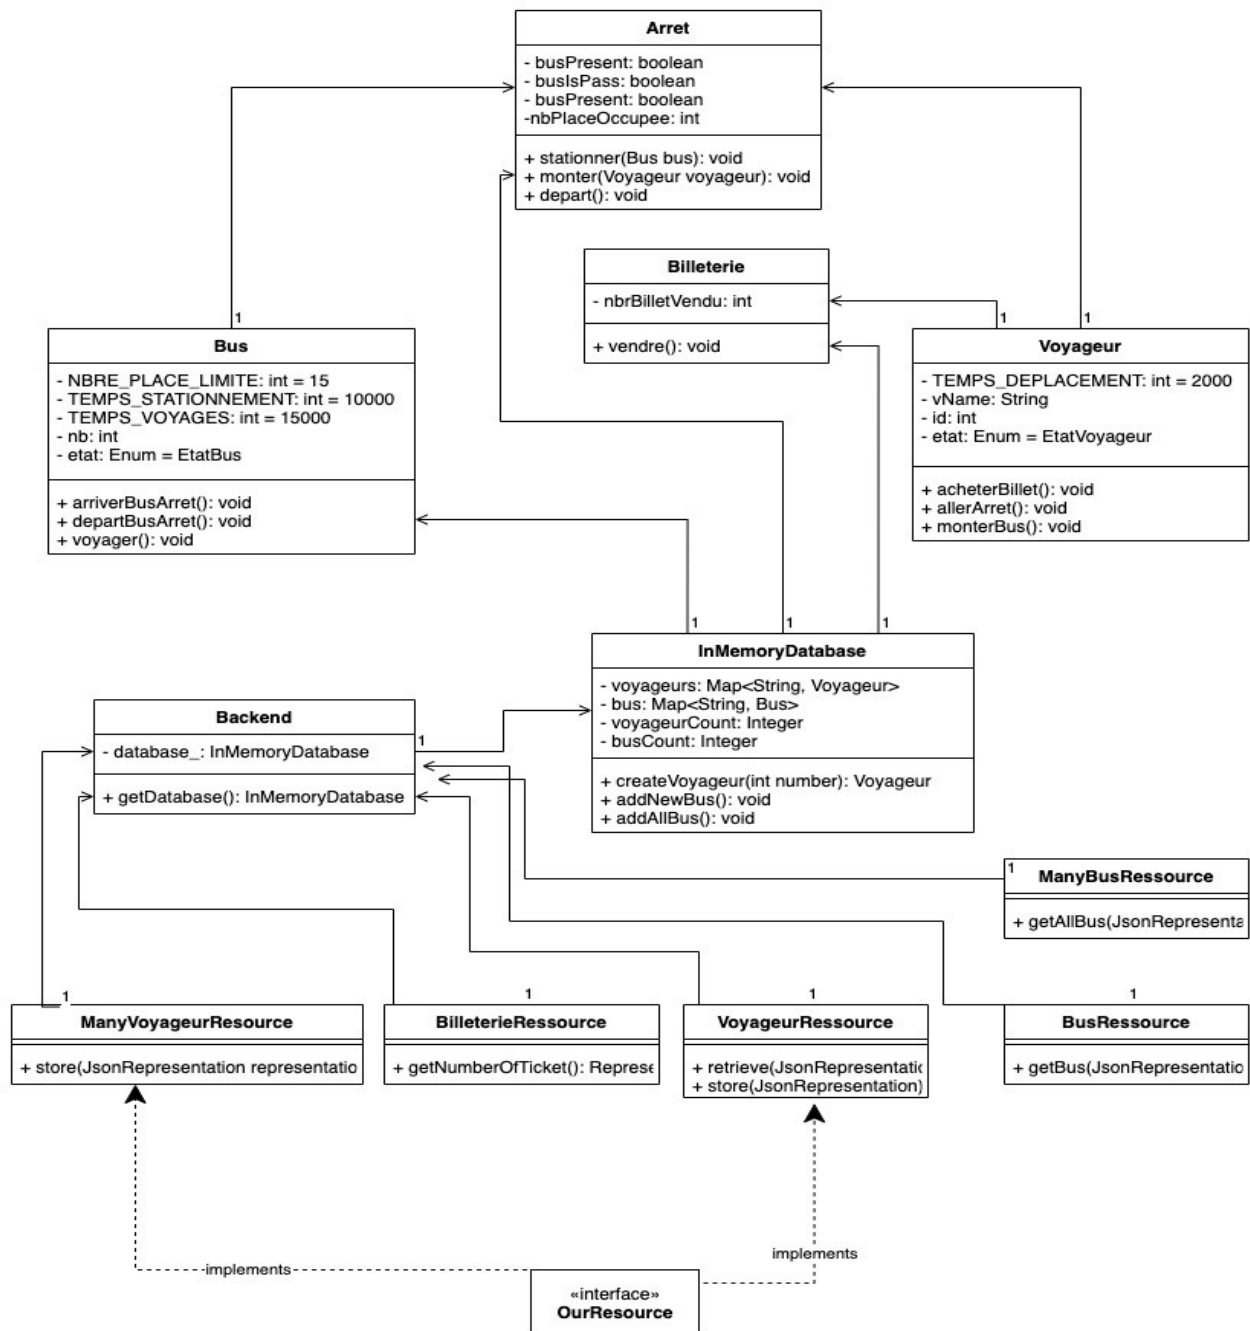 Arret
- busPresent: boolean
- busIsPass: boolean
- busPresent: boolean
-nbPlaceOccupee: int
+ stationner(Bus bus): void
+ monter(Voyageur voyageur): void
+ depart(): void
Billeterie
- nbrBilletVendu: int
+ vendre(): void
1
1
1
Bus
- NBRE_PLACE_LIMITE: int = 15
- TEMPS_STATIONNEMENT: int = 10000
- TEMPS_VOYAGES: int = 15000
- nb: int
- etat: Enum = EtatBus
+ arriverBusArret(): void
+ departBusArret(): void
+ voyager(): void
Voyageur
- TEMPS_DEPLACEMENT: int = 2000
- vName: String
- id: int
- etat: Enum = EtatVoyageur
+ acheterBillet(): void
+ allerArret(): void
+ monterBus(): void
1
1
1
InMemoryDatabase
- voyageurs: Map<String, Voyageur>
- bus: Map<String, Bus>
- voyageurCount: Integer
- busCount: Integer
+ createVoyageur(int number): Voyageur
+ addNewBus(): void
+ addAllBus(): void
Backend
- database_: InMemoryDatabase
+ getDatabase(): InMemoryDatabase
1
1
ManyBusRessource
+ getAllBus(JsonRepresenta
1
ManyVoyageurResource
+ store(JsonRepresentation representatio
1
BilleterieRessource
+ getNumberOfTicket(): Represe
1
VoyageurRessource
+ retrieve(JsonRepresentatio
+ store(JsonRepresentation)
1
BusRessource
+ getBus(JsonRepresentatio
implements
implements
«interface»
OurResource